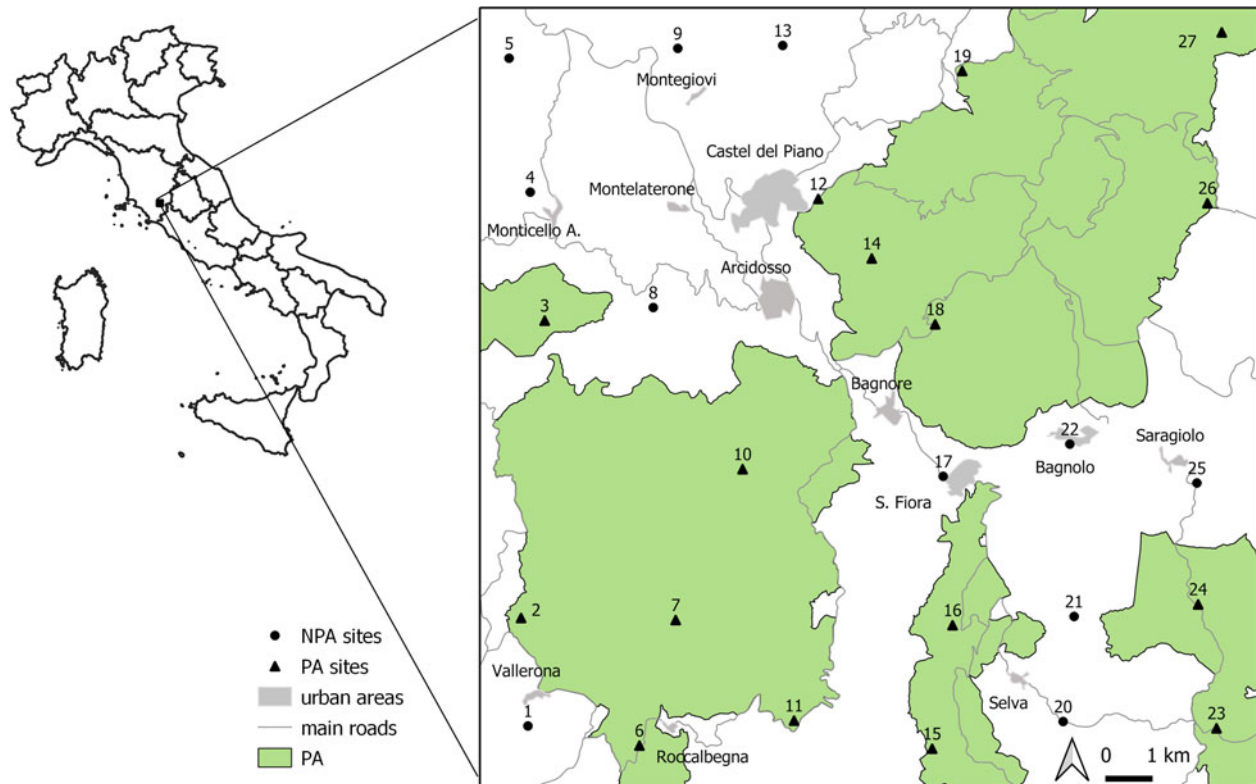 5
9
13
19
27
Montegiovi
Castel del Piano
4
Montelaterone
12
26
Monticello A.
14
Arcidosso
3
8
18
Bagnore
22
Saragiolo
10
17
Bagnolo
25
S. Fiora
24
2
7
16
21
NPA sites
PA sites
Vallerona
urban areas
Selva
main roads
1
11
20
23
PA
6
Roccalbegna
15
0 1 km